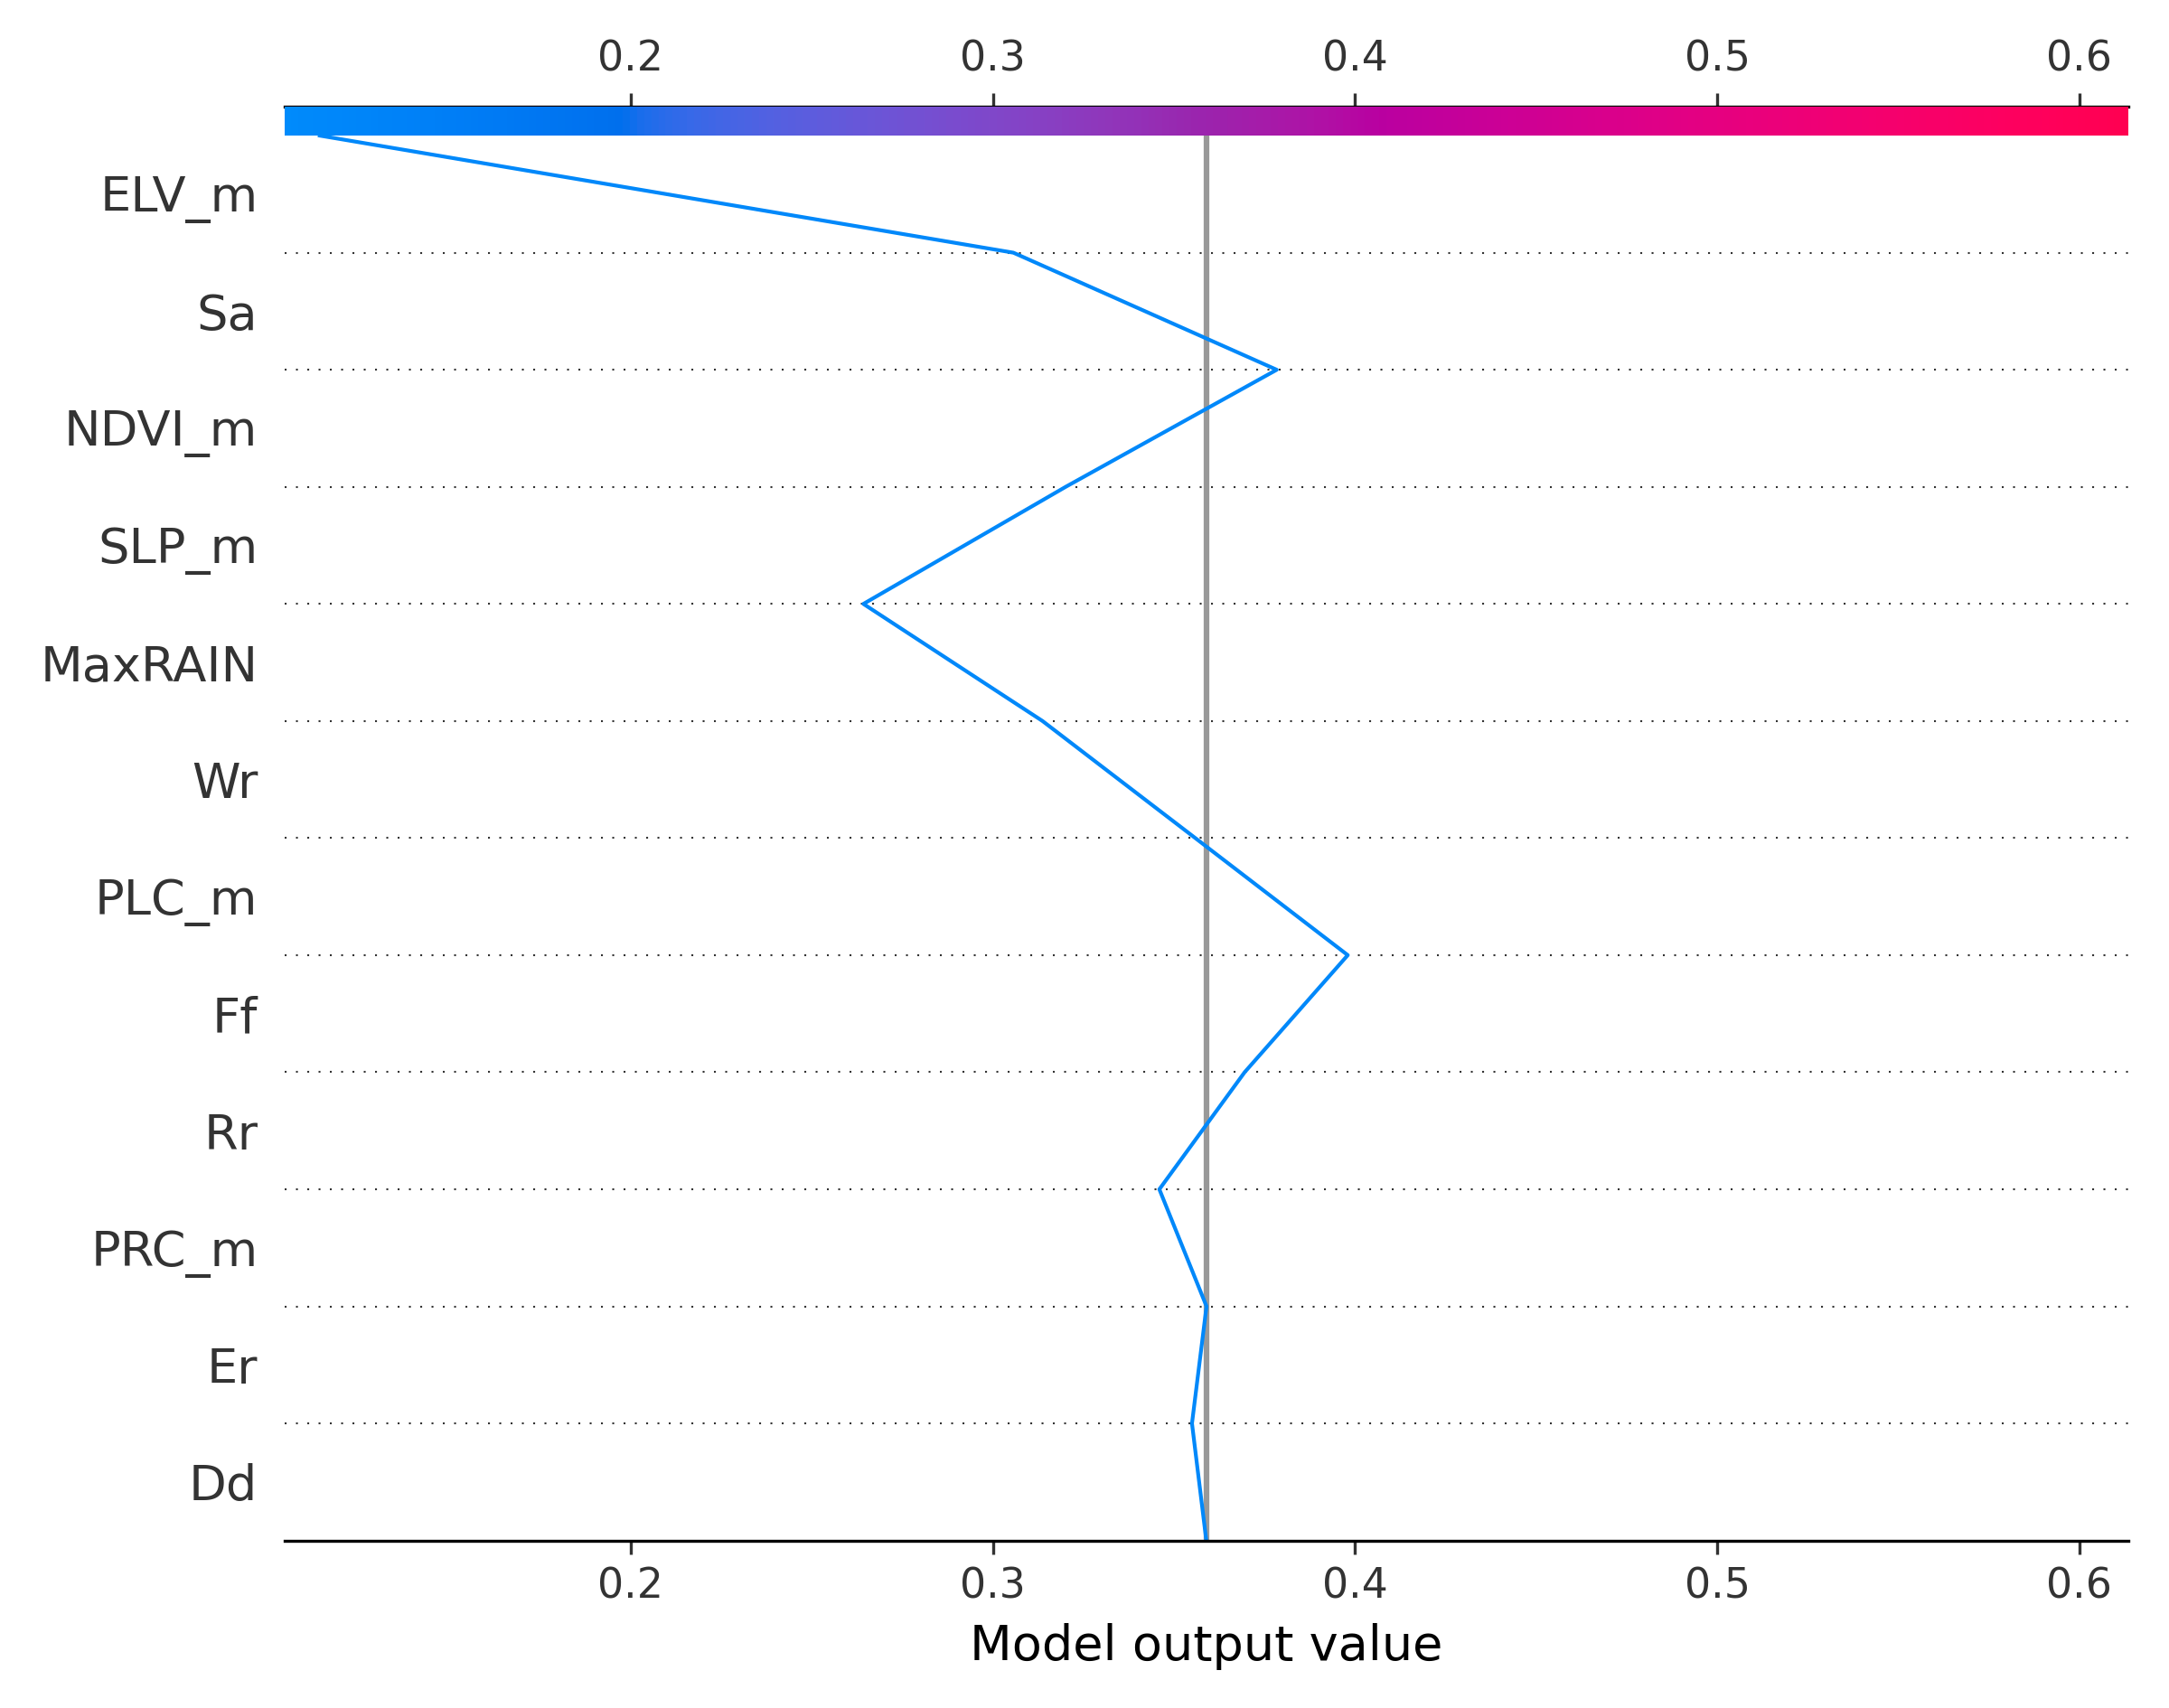 0.2 0.3 0.4 0.5 0.6
ELV_m
Sa
NDVI_m
SLP_m
MaxRAIN
Wr
PLC_m
Ff
Rr
PRC_m
Er
Dd
0.2 0.3 0.4 0.5 0.6
Model output value